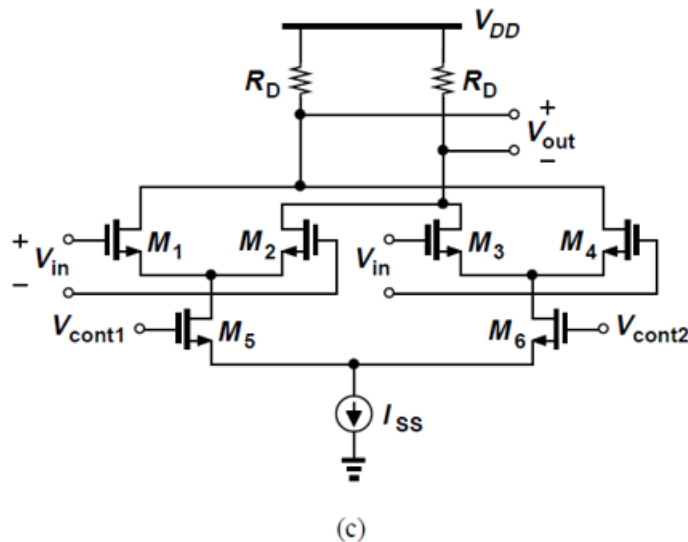 V_DD
R_D R_D
+
V_out
−
+ M_1 M_2 M_3 M_4
V_in V_in
−
V_cont1 M_5 M_6 V_cont2
I_SS
(c)